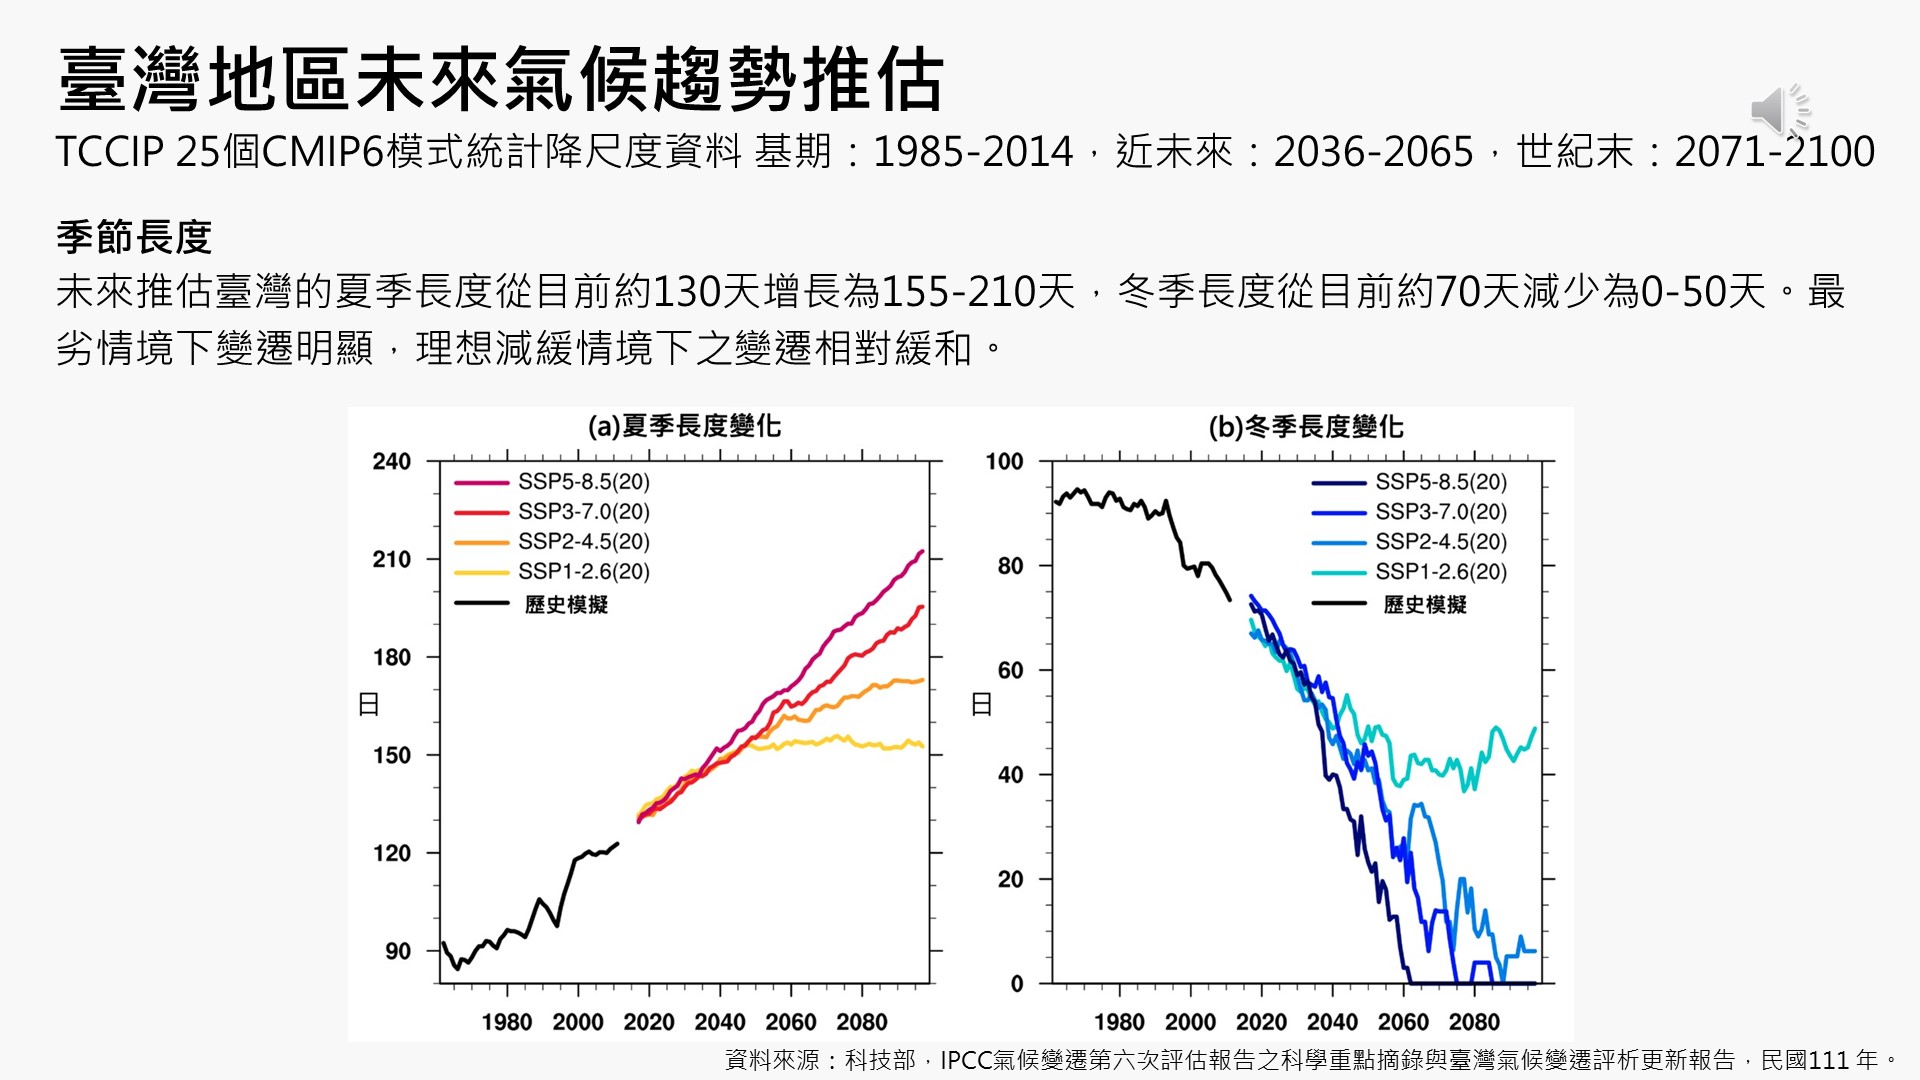 臺灣地區未來氣候趨勢推估
TCCIP 25個CMIP6模式統計降尺度資料 基期：1985-2014，近未來：2036-2065，世紀末：2071-2100
季節長度
未來推估臺灣的夏季長度從目前約130天增長為155-210天，冬季長度從目前約70天減少為0-50天。最
劣情境下變遷明顯，理想減緩情境下之變遷相對緩和。
(a)夏季長度變化
240
210
180
150
120
90
日
SSP5-8.5(20)
SSP3-7.0(20)
SSP2-4.5(20)
SSP1-2.6(20)
歷史模擬
1980 2000 2020 2040 2060 2080
(b)冬季長度變化
100
80
60
40
20
0
日
SSP5-8.5(20)
SSP3-7.0(20)
SSP2-4.5(20)
SSP1-2.6(20)
歷史模擬
1980 2000 2020 2040 2060 2080
資料來源：科技部，IPCC氣候變遷第六次評估報告之科學重點摘錄與臺灣氣候變遷評析更新報告，民國111 年。